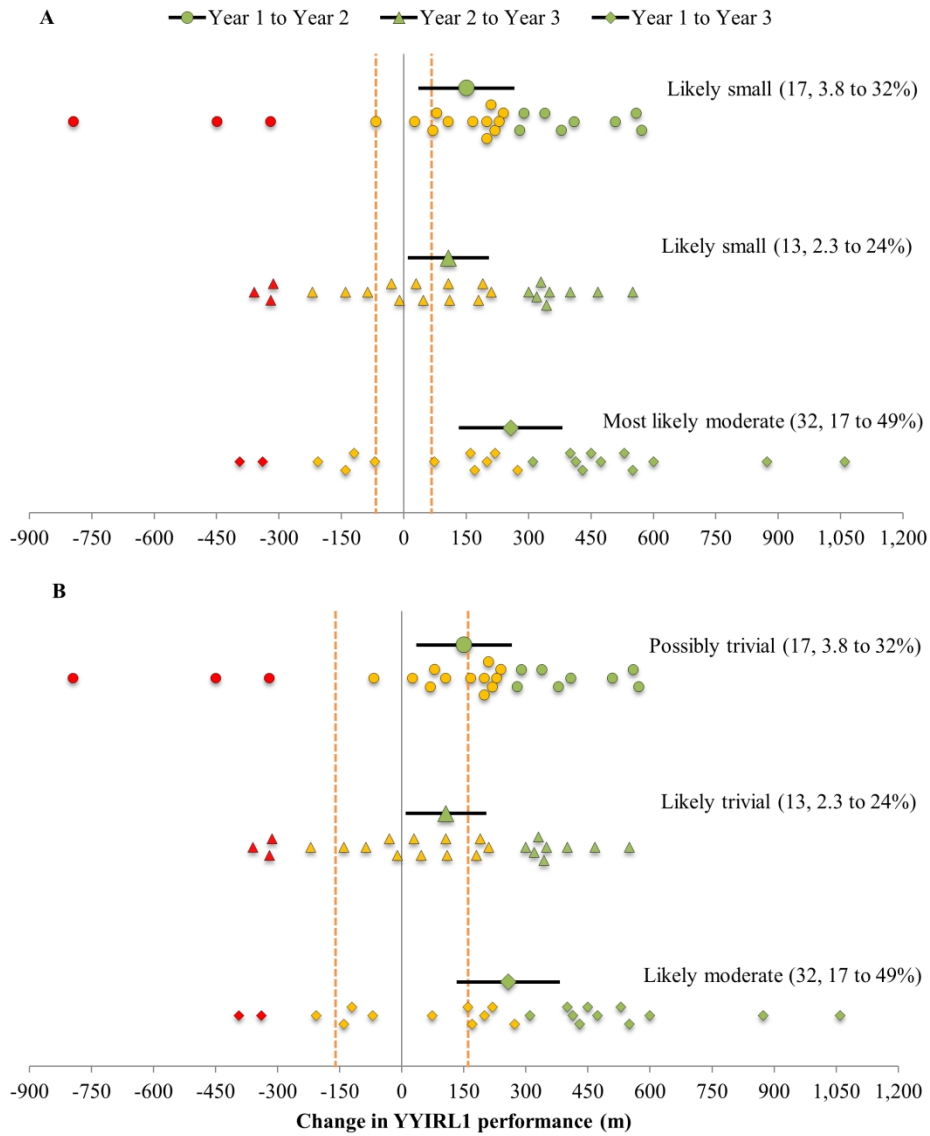 A
Year 1 to Year 2 Year 2 to Year 3 Year 1 to Year 3
Likely small (17, 3.8 to 32%)
Likely small (13, 2.3 to 24%)
Most likely moderate (32, 17 to 49%)
-900 -750 -600 -450 -300 -150 0 150 300 450 600 750 900 1,050 1,200
B
Possibly trivial (17, 3.8 to 32%)
Likely trivial (13, 2.3 to 24%)
Likely moderate (32, 17 to 49%)
-900 -750 -600 -450 -300 -150 0 150 300 450 600 750 900 1,050 1,200
Change in YYIRL1 performance (m)